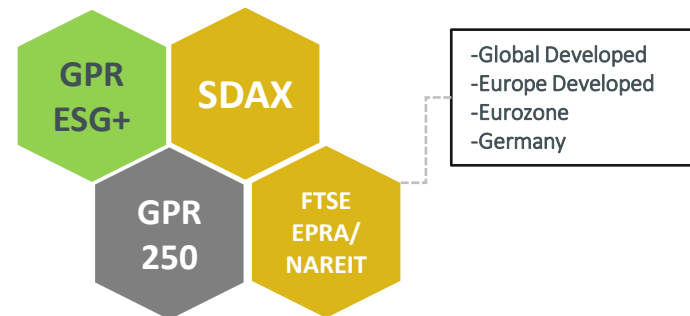 GPR
ESG+
SDAX
GPR
250
FTSE
EPRA/
NAREIT
-Global Developed
-Europe Developed
-Eurozone
-Germany